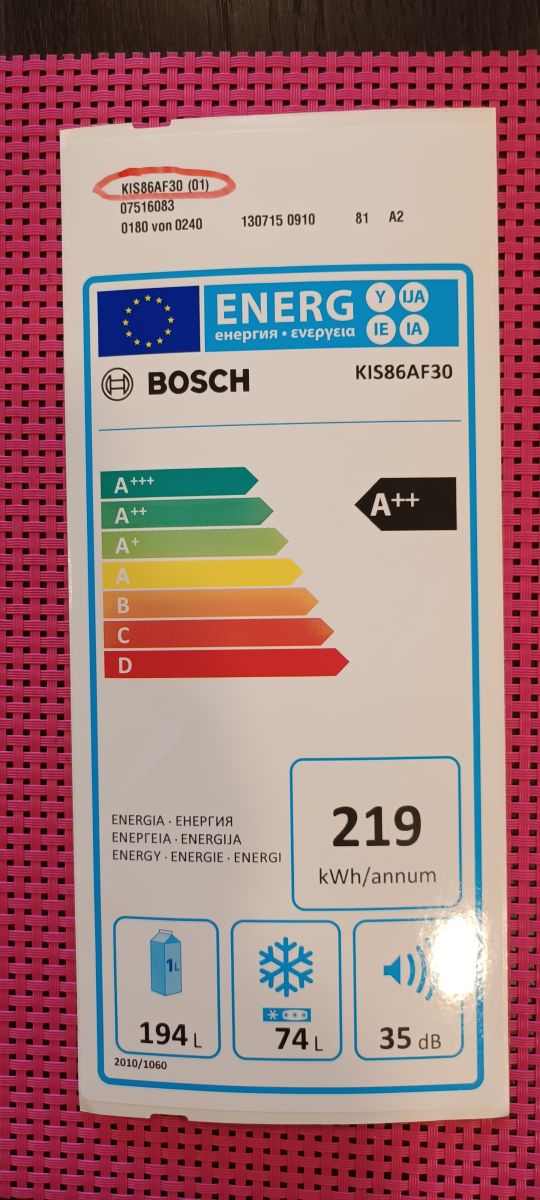 KIS86AF30 (01)
07516083
0180 von 0240 130715 0910 81 A2
ENERG Y IJA
енергия · ενεργεια IE IA
BOSCH KIS86AF30
A+++
A++ A++
A+
A
B
C
D
ENERGIA · ЕНЕРГИЯ
ΕΝΕΡΓΕΙΑ · ENERGIJA
ENERGY · ENERGIE · ENERGI
219
kWh/annum
1L
194 L 74 L 35 dB
2010/1060